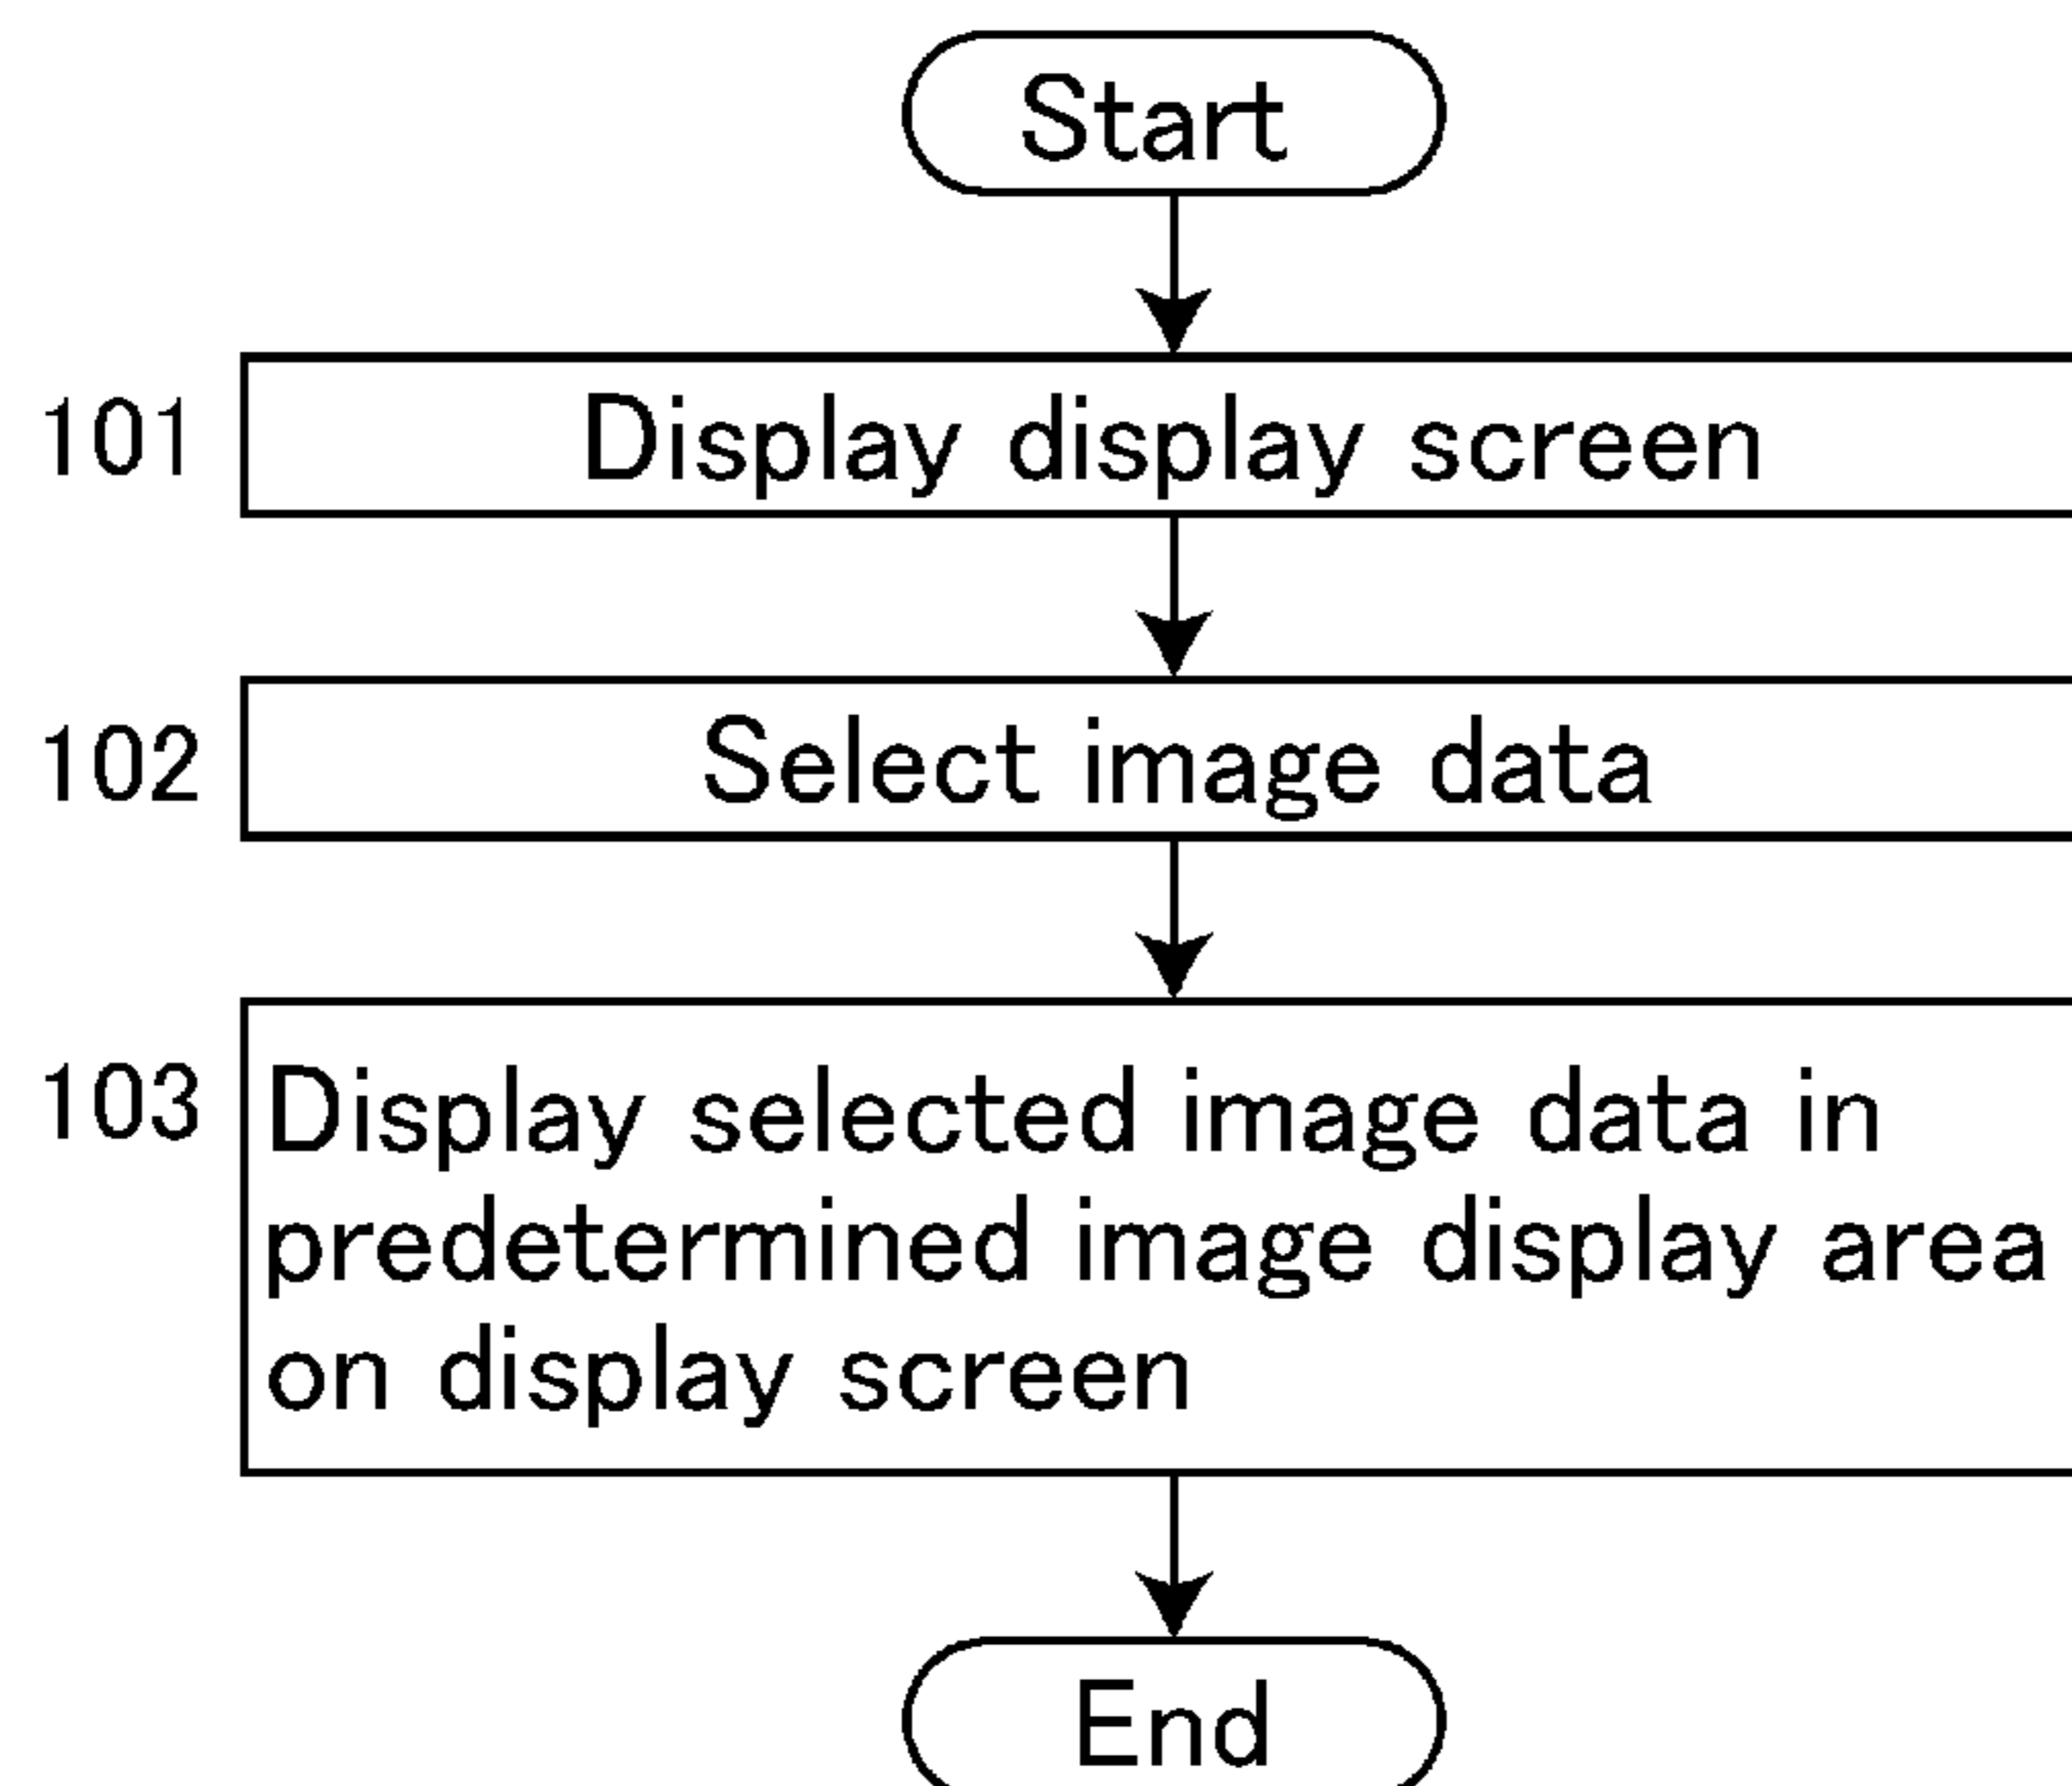 Start
101 Display display screen
102 Select image data
103 Display selected image data in
predetermined image display area
on display screen
End